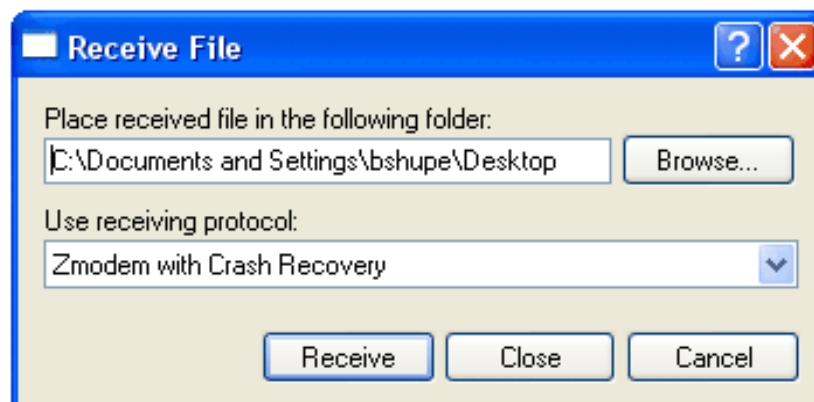 Receive File
Place received file in the following folder:
C:\Documents and Settings\bshupe\Desktop
Browse...
Use receiving protocol:
Zmodem with Crash Recovery
Receive
Close
Cancel